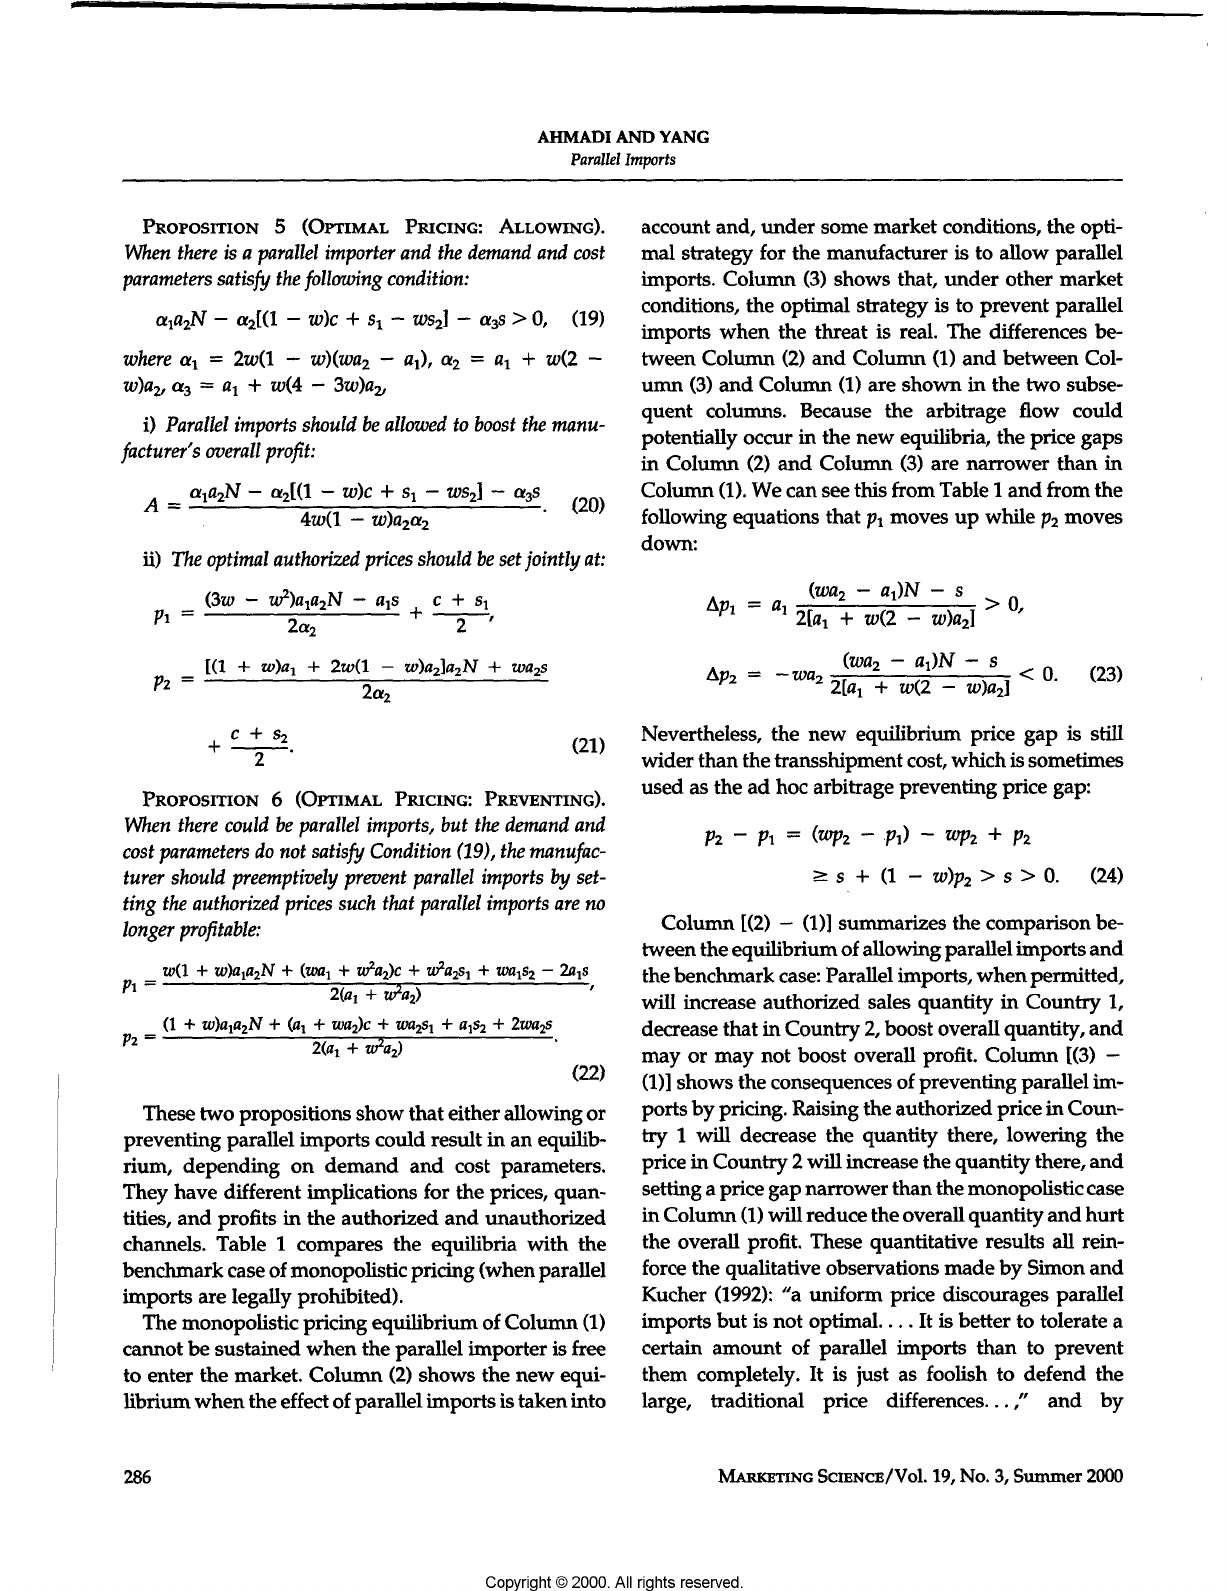 AHMADI AND YANG
Parallel Imports
PROPOSITION 5 (OPTIMAL PRICING: ALLOWING).
When there is a parallel importer and the demand and cost
parameters satisfy the following condition:
α₁a₂N − α₂[(1 − w)c + s₁ − ws₂] − α₃s > 0, (19)
where α₁ = 2w(1 − w)(wa₂ − a₁), α₂ = a₁ + w(2 −
w)a₂, α₃ = a₁ + w(4 − 3w)a₂,
i) Parallel imports should be allowed to boost the manu-
facturer's overall profit:
A = (α₁a₂N − α₂[(1 − w)c + s₁ − ws₂] − α₃s) / (4w(1 − w)a₂α₂). (20)
ii) The optimal authorized prices should be set jointly at:
p₁ = ((3w − w²)a₁a₂N − a₁s) / (2α₂) + (c + s₁) / 2,
p₂ = ([(1 + w)a₁ + 2w(1 − w)a₂]a₂N + wa₂s) / (2α₂)
+ (c + s₂) / 2. (21)
PROPOSITION 6 (OPTIMAL PRICING: PREVENTING).
When there could be parallel imports, but the demand and
cost parameters do not satisfy Condition (19), the manufac-
turer should preemptively prevent parallel imports by set-
ting the authorized prices such that parallel imports are no
longer profitable:
p₁ = (w(1 + w)a₁a₂N + (wa₁ + w²a₂)c + w²a₂s₁ + wa₁s₂ − 2a₁s) / (2(a₁ + w²a₂)),
p₂ = ((1 + w)a₁a₂N + (a₁ + wa₂)c + wa₂s₁ + a₁s₂ + 2wa₂s) / (2(a₁ + w²a₂)).
(22)
These two propositions show that either allowing or
preventing parallel imports could result in an equilib-
rium, depending on demand and cost parameters.
They have different implications for the prices, quan-
tities, and profits in the authorized and unauthorized
channels. Table 1 compares the equilibria with the
benchmark case of monopolistic pricing (when parallel
imports are legally prohibited).
The monopolistic pricing equilibrium of Column (1)
cannot be sustained when the parallel importer is free
to enter the market. Column (2) shows the new equi-
librium when the effect of parallel imports is taken into
account and, under some market conditions, the opti-
mal strategy for the manufacturer is to allow parallel
imports. Column (3) shows that, under other market
conditions, the optimal strategy is to prevent parallel
imports when the threat is real. The differences be-
tween Column (2) and Column (1) and between Col-
umn (3) and Column (1) are shown in the two subse-
quent columns. Because the arbitrage flow could
potentially occur in the new equilibria, the price gaps
in Column (2) and Column (3) are narrower than in
Column (1). We can see this from Table 1 and from the
following equations that p₁ moves up while p₂ moves
down:
Δp₁ = a₁ ((wa₂ − a₁)N − s) / (2[a₁ + w(2 − w)a₂]) > 0,
Δp₂ = −wa₂ ((wa₂ − a₁)N − s) / (2[a₁ + w(2 − w)a₂]) < 0. (23)
Nevertheless, the new equilibrium price gap is still
wider than the transshipment cost, which is sometimes
used as the ad hoc arbitrage preventing price gap:
p₂ − p₁ = (wp₂ − p₁) − wp₂ + p₂
≥ s + (1 − w)p₂ > s > 0. (24)
Column [(2) − (1)] summarizes the comparison be-
tween the equilibrium of allowing parallel imports and
the benchmark case: Parallel imports, when permitted,
will increase authorized sales quantity in Country 1,
decrease that in Country 2, boost overall quantity, and
may or may not boost overall profit. Column [(3) −
(1)] shows the consequences of preventing parallel im-
ports by pricing. Raising the authorized price in Coun-
try 1 will decrease the quantity there, lowering the
price in Country 2 will increase the quantity there, and
setting a price gap narrower than the monopolistic case
in Column (1) will reduce the overall quantity and hurt
the overall profit. These quantitative results all rein-
force the qualitative observations made by Simon and
Kucher (1992): "a uniform price discourages parallel
imports but is not optimal. . . . It is better to tolerate a
certain amount of parallel imports than to prevent
them completely. It is just as foolish to defend the
large, traditional price differences. . . ," and by
286
MARKETING SCIENCE/Vol. 19, No. 3, Summer 2000
Copyright © 2000. All rights reserved.